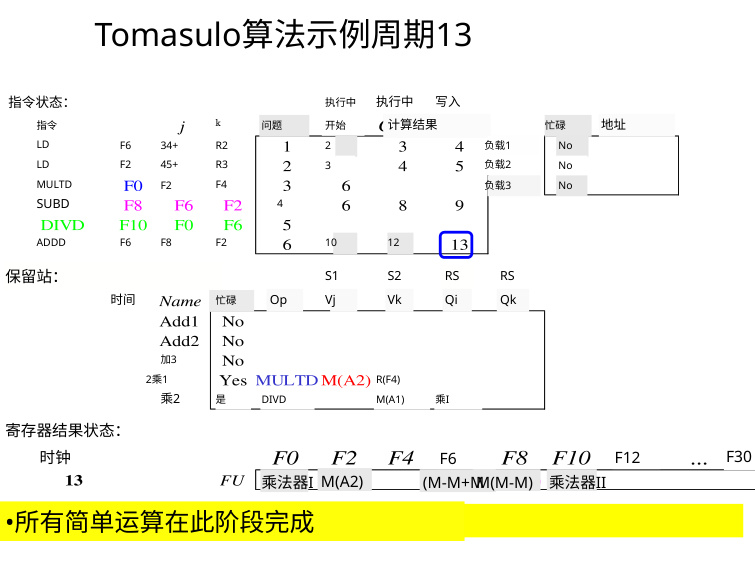 Tomasulo算法示例周期13
指令状态： 执行中 执行中 写入
指令 j k 问题 开始 ( 计算结果 忙碌 地址
LD F6 34+ R2 1 2 3 4 负载1 No
LD F2 45+ R3 2 3 4 5 负载2 No
MULTD F0 F2 F4 3 6 负载3 No
SUBD F8 F6 F2 4 6 8 9
DIVD F10 F0 F6 5
ADDD F6 F8 F2 6 10 12 13
保留站： S1 S2 RS RS
时间 Name 忙碌 Op Vj Vk Qi Qk
Add1 No
Add2 No
加3 No
2乘1 Yes MULTD M(A2) R(F4)
乘2 是 DIVD M(A1) 乘I
寄存器结果状态：
时钟 F0 F2 F4 F6 F8 F10 F12 ... F30
13 FU 乘法器I M(A2) (M-M+M M(M-M) 乘法器II
•所有简单运算在此阶段完成